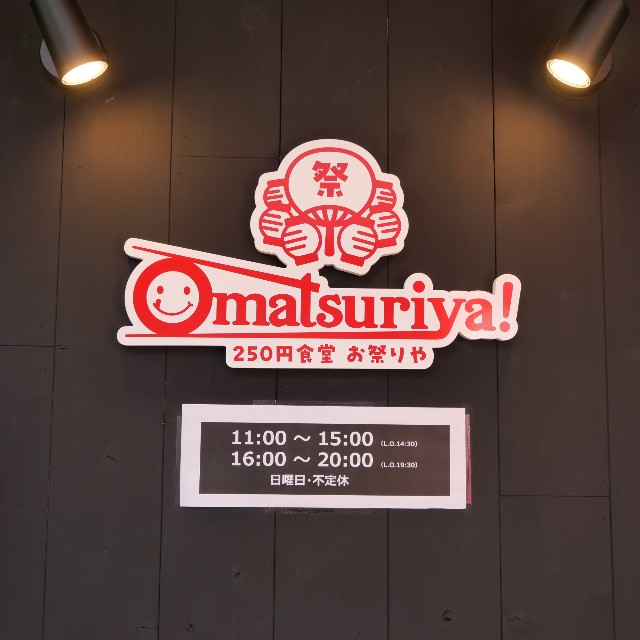 祭
Omatsuriya!
250円食堂 お祭りや
11:00 ～ 15:00 (L.O.14:30)
16:00 ～ 20:00 (L.O.19:30)
日曜日･不定休